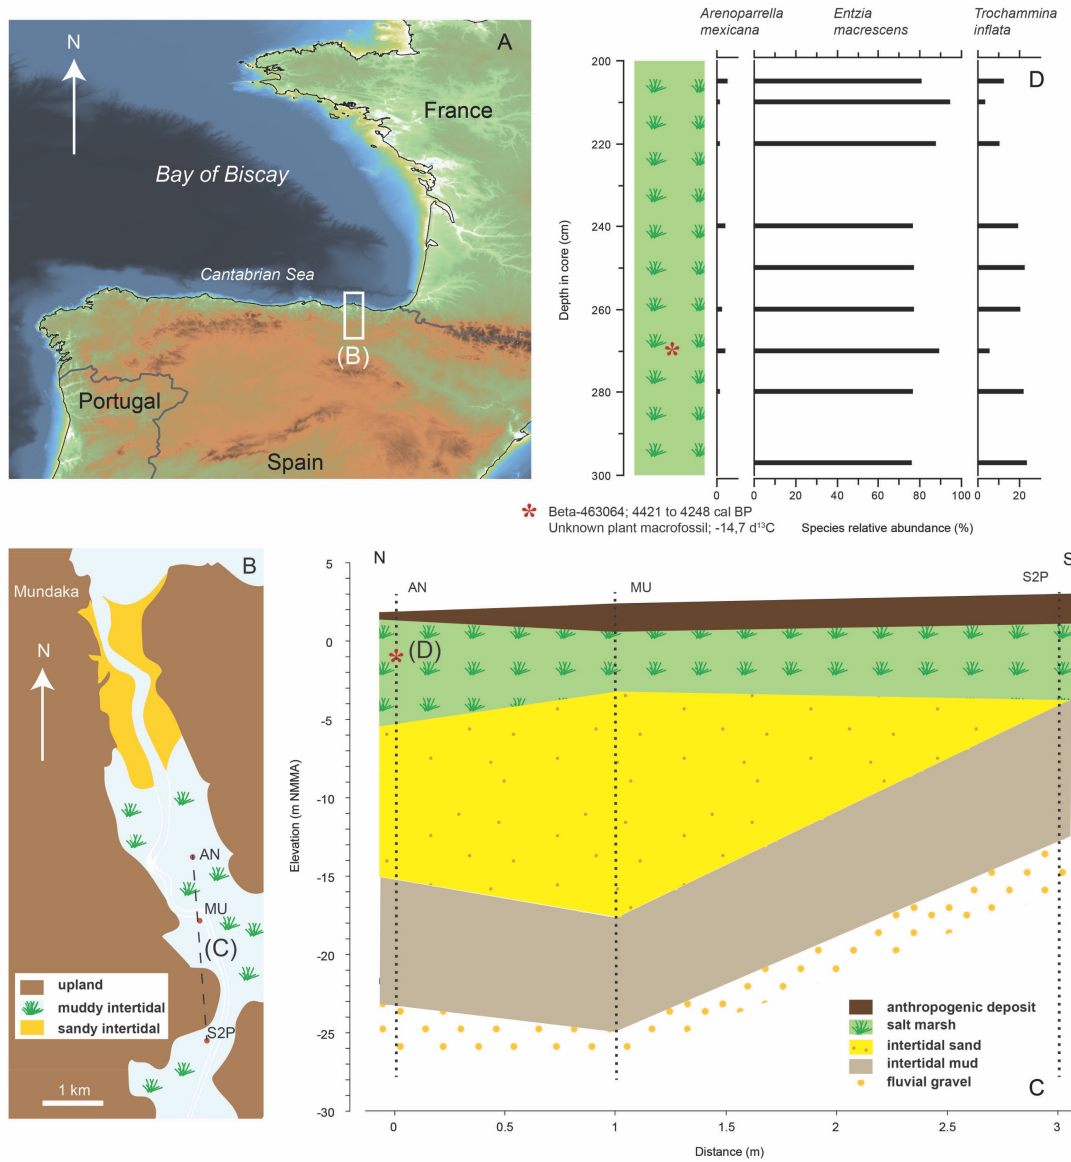 A
N
France
Bay of Biscay
Cantabrian Sea
(B)
Portugal
Spain
Arenoparrella
mexicana
Entzia
macrescens
Trochammina
inflata
D
Depth in core (cm)
200
220
240
260
280
300
0
0 20 40 60 80 100
0 20
Species relative abundance (%)
* Beta-463064; 4421 to 4248 cal BP
Unknown plant macrofossil; -14,7 d¹³C
B
Mundaka
N
AN
MU
(C)
S2P
upland
muddy intertidal
sandy intertidal
1 km
N
S
AN
MU
S2P
(D)
Elevation (m NMMA)
5
0
-5
-10
-15
-20
-25
-30
anthropogenic deposit
salt marsh
intertidal sand
intertidal mud
fluvial gravel
C
0 0.5 1 1.5 2 2.5 3
Distance (m)